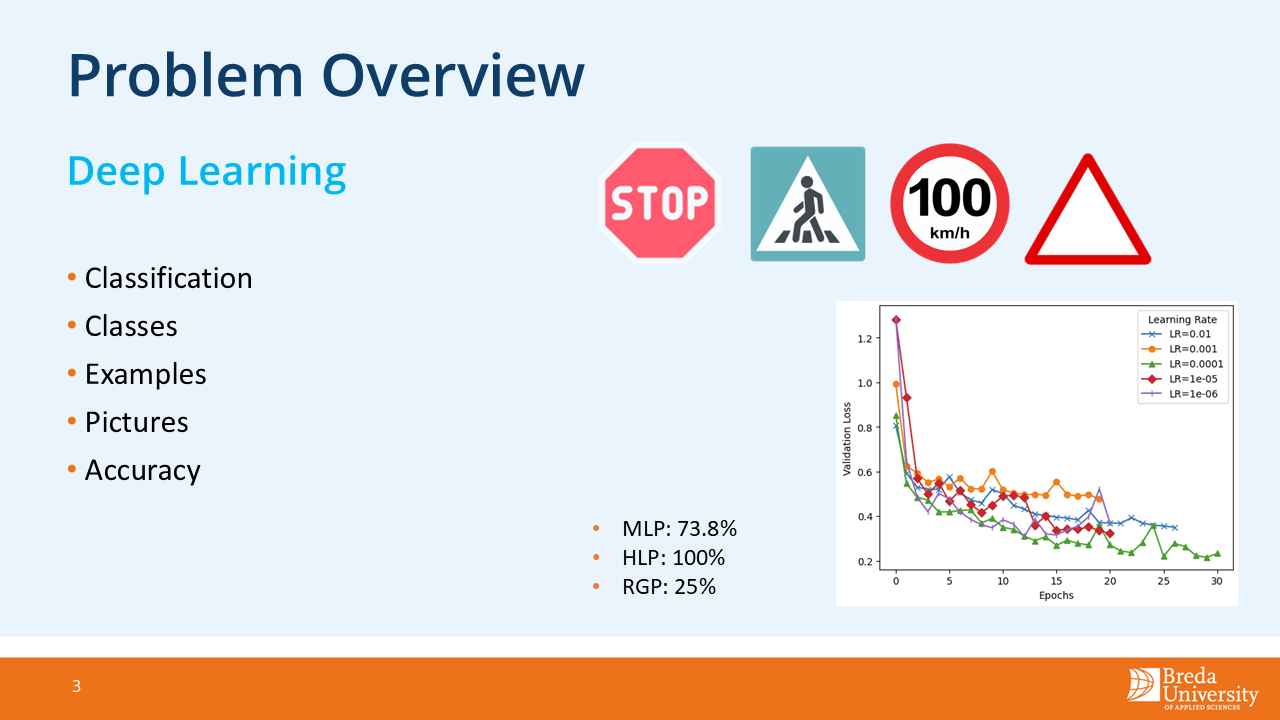 Problem Overview
Deep Learning
• Classification
• Classes
• Examples
• Pictures
• Accuracy
STOP
100
km/h
Learning Rate
LR=0.01
LR=0.001
LR=0.0001
LR=1e-05
LR=1e-06
Validation Loss
1.2
1.0
0.8
0.6
0.4
0.2
0 5 10 15 20 25 30
Epochs
• MLP: 73.8%
• HLP: 100%
• RGP: 25%
3
Breda
University
OF APPLIED SCIENCES